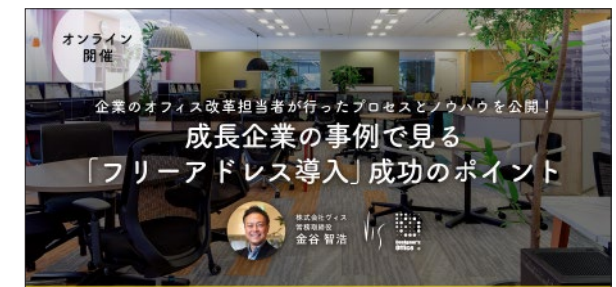 オンライン
開催
企業のオフィス改革担当者が行ったプロセスとノウハウを公開!
成長企業の事例で見る
「フリーアドレス導入」成功のポイント
株式会社ヴィス
常務取締役
金谷 智浩
Vis
Designer's
Office